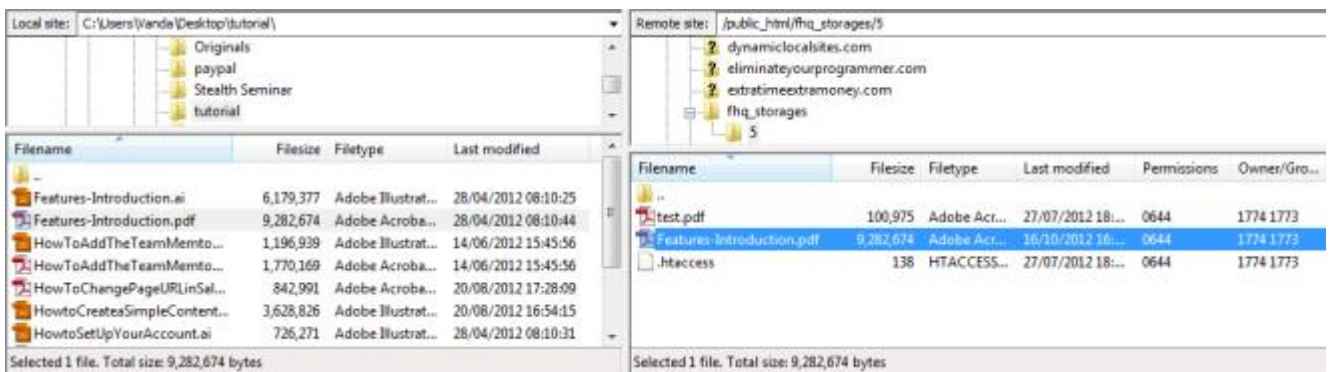 Local site: C:\Users\Vanda\Desktop\tutorial\
Originals
paypal
Stealth Seminar
tutorial
Filename Filesize Filetype Last modified
..
Features-Introduction.ai 6,179,377 Adobe Illustrat... 28/04/2012 08:10:25
Features-Introduction.pdf 9,282,674 Adobe Acroba... 28/04/2012 08:10:44
HowToAddTheTeamMemto... 1,196,939 Adobe Illustrat... 14/06/2012 15:45:56
HowToAddTheTeamMemto... 1,770,169 Adobe Acroba... 14/06/2012 15:45:56
HowToChangePageURLinSal... 842,991 Adobe Acroba... 20/08/2012 17:28:09
HowtoCreateaSimpleContent... 3,628,826 Adobe Illustrat... 20/08/2012 16:54:15
HowtoSetUpYourAccount.ai 726,271 Adobe Illustrat... 28/04/2012 08:10:31
Selected 1 file. Total size: 9,282,674 bytes
Remote site: /public_html/fhq_storages/5
dynamiclocalsites.com
eliminateyourprogrammer.com
extratimeextramoney.com
fhq_storages
5
Filename Filesize Filetype Last modified Permissions Owner/Gro...
..
test.pdf 100,975 Adobe Acr... 27/07/2012 18:... 0644 1774 1773
Features-Introduction.pdf 9,282,674 Adobe Acr... 16/10/2012 16:... 0644 1774 1773
.htaccess 138 HTACCESS... 27/07/2012 18:... 0644 1774 1773
Selected 1 file. Total size: 9,282,674 bytes